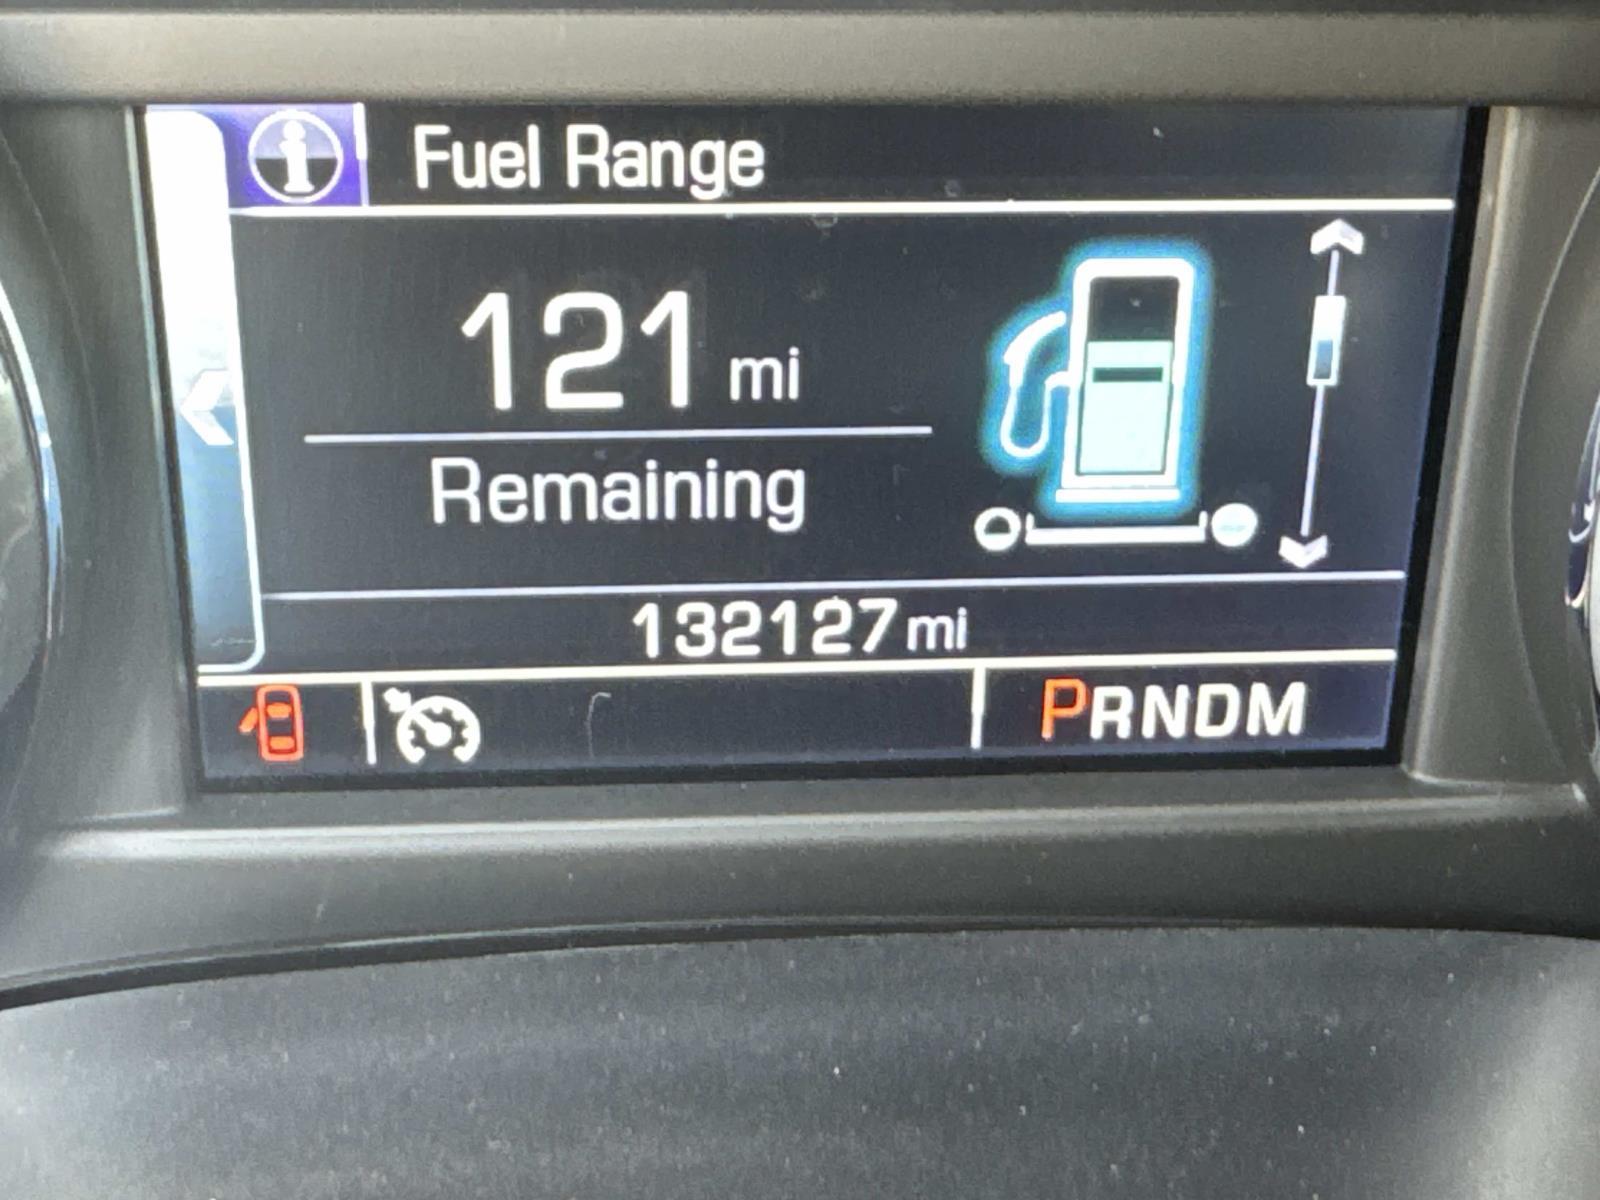 Fuel Range
121 mi
Remaining
132127 mi
PRNDM